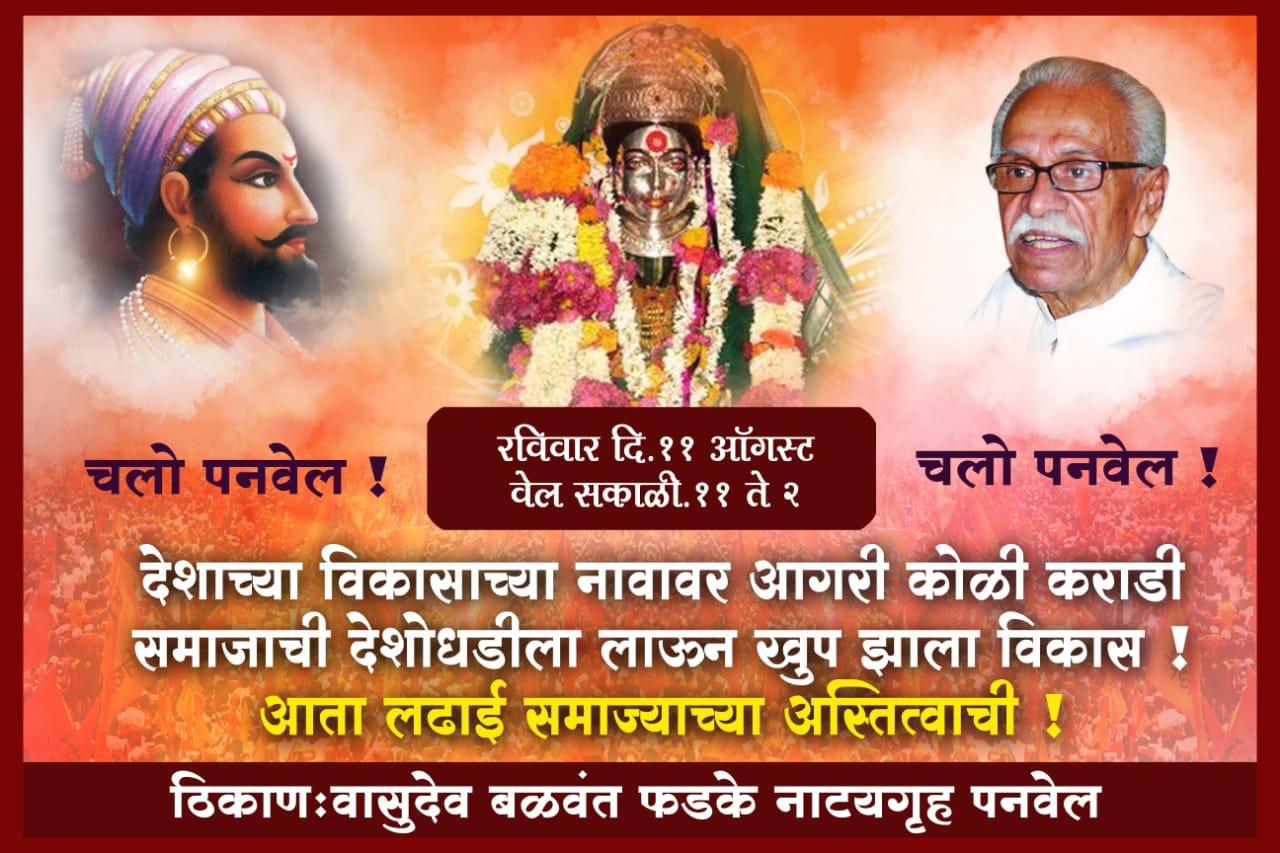 चलो पनवेल !
रविवार दि.११ ऑगस्ट
वेल सकाळी.११ ते २
चलो पनवेल !
देशाच्या विकासाच्या नावावर आगरी कोळी कराडी
समाजाची देशोधडीला लाऊन खुप झाला विकास !
आता लढाई समाज्याच्या अस्तित्वाची !
ठिकाण:वासुदेव बळवंत फडके नाटयगृह पनवेल